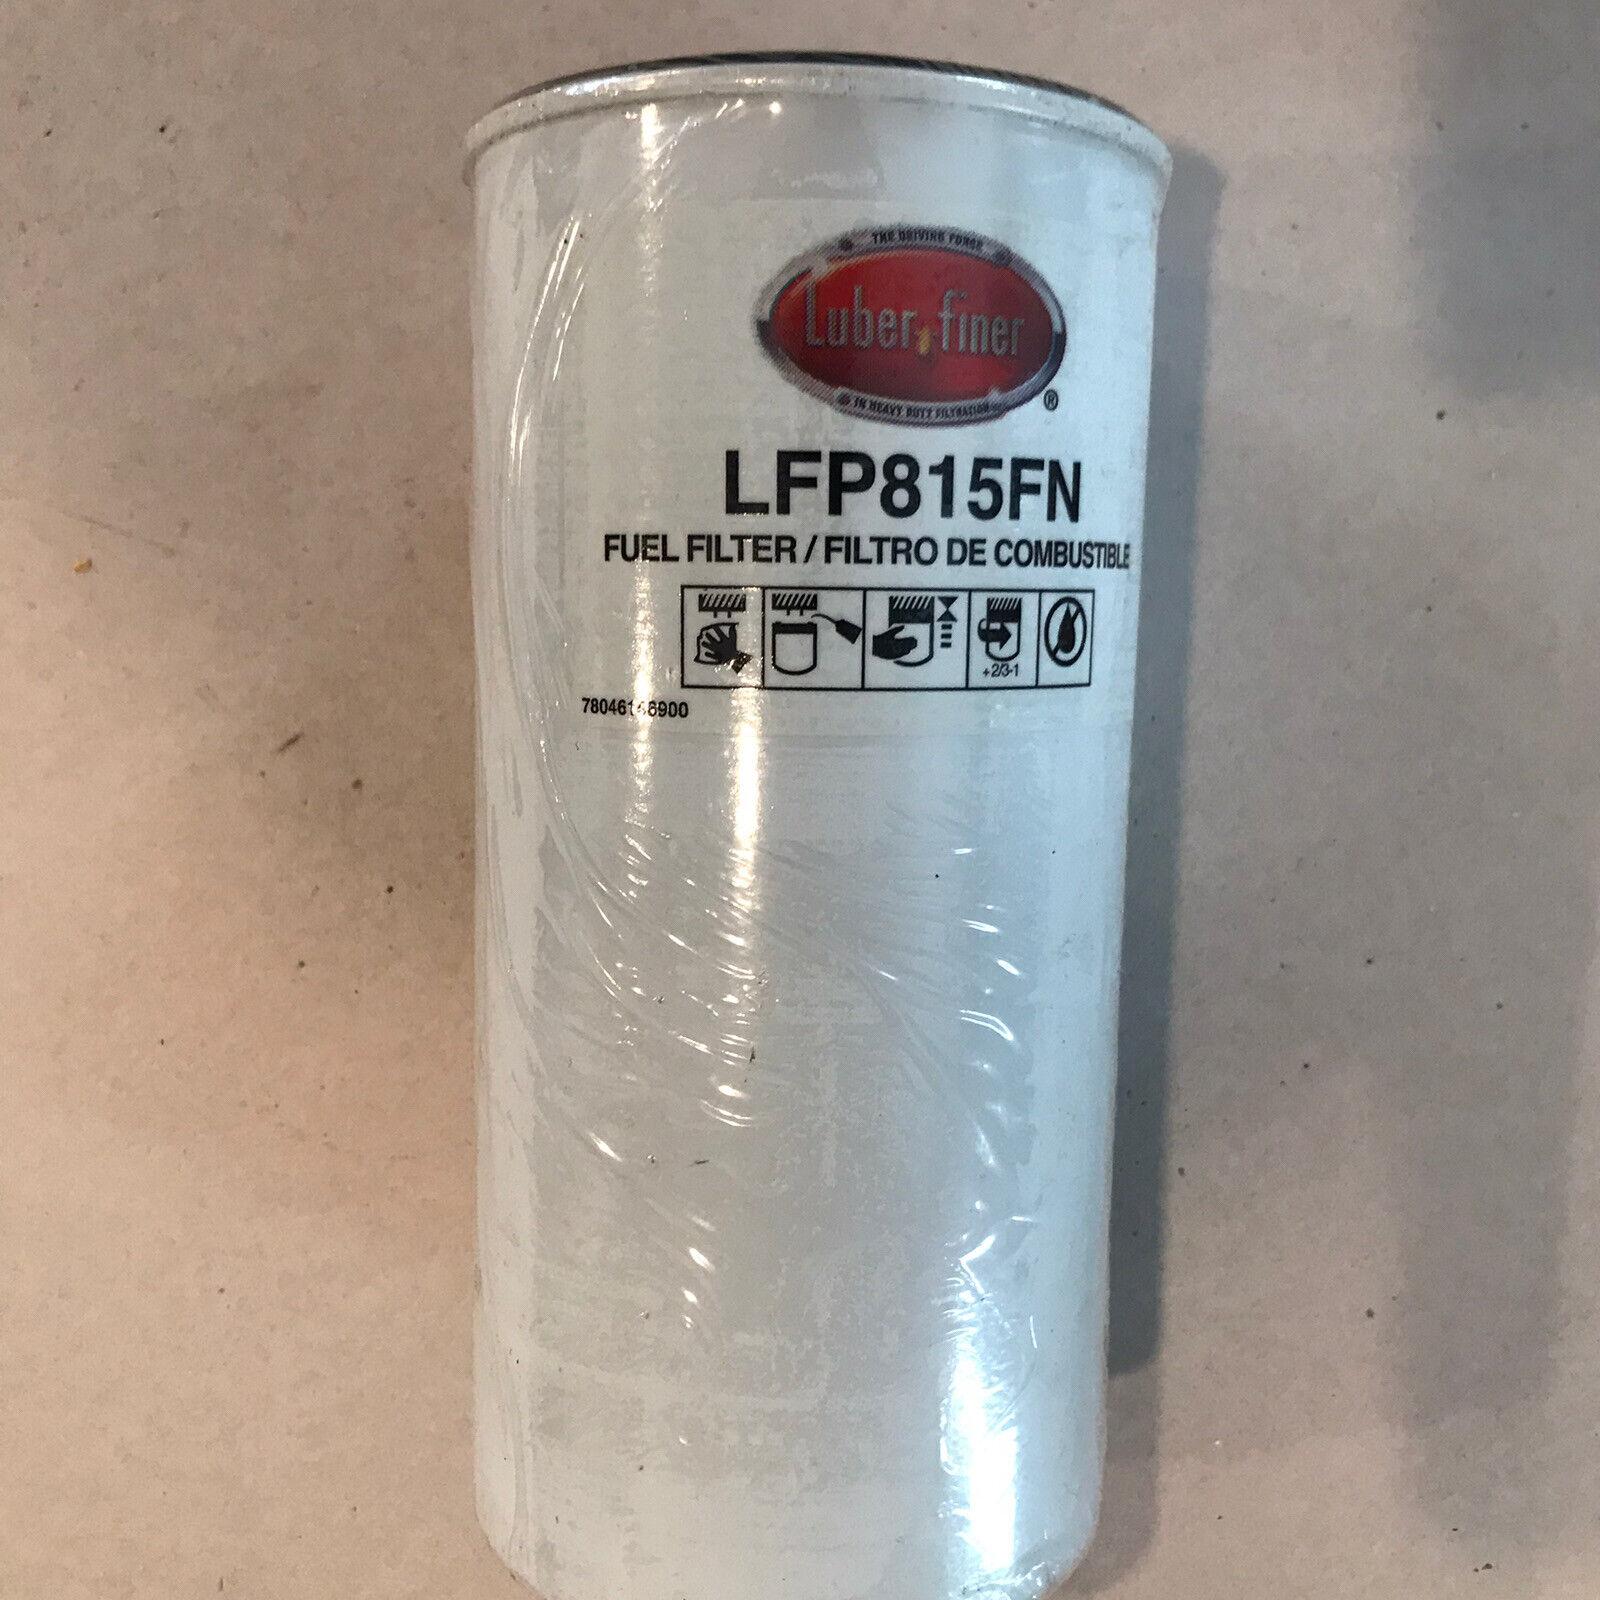 THE DRIVING FORCE
Luber-finer
IN HEAVY DUTY FILTRATION
®
LFP815FN
FUEL FILTER / FILTRO DE COMBUSTIBLE
+2/3-1